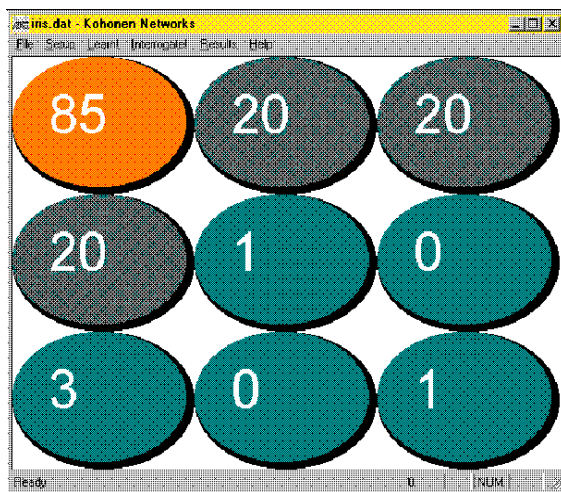 iris.dat - Kohonen Networks
File Setup Learn! Interrogate! Results Help
85 20 20
20 1 0
3 0 1
Ready 0 NUM